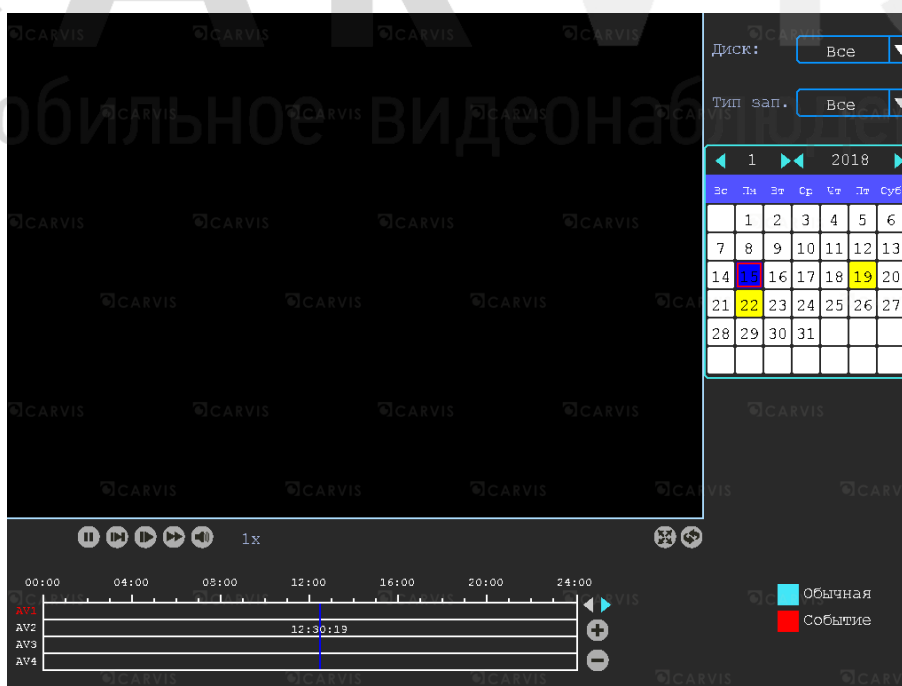 Диск: Все
Тип зап. Все
1 2018
Вс Пн Вт Ср Чт Пт Суб
1 2 3 4 5 6
7 8 9 10 11 12 13
14 15 16 17 18 19 20
21 22 23 24 25 26 27
28 29 30 31
1x
00:00 04:00 08:00 12:00 16:00 20:00 24:00
AV1
AV2 12:30:19
AV3
AV4
Обычная
Событие
CARVIS